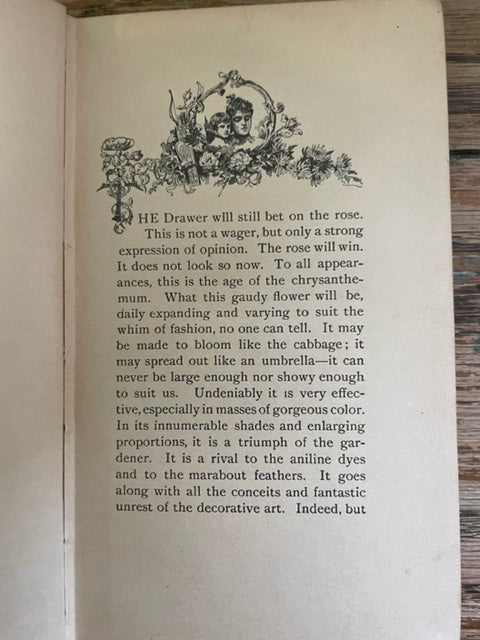 THE Drawer will still bet on the rose.
This is not a wager, but only a strong
expression of opinion. The rose will win.
It does not look so now. To all appear-
ances, this is the age of the chrysanthe-
mum. What this gaudy flower will be,
daily expanding and varying to suit the
whim of fashion, no one can tell. It may
be made to bloom like the cabbage; it
may spread out like an umbrella—it can
never be large enough nor showy enough
to suit us. Undeniably it is very effec-
tive, especially in masses of gorgeous color.
In its innumerable shades and enlarging
proportions, it is a triumph of the gar-
dener. It is a rival to the aniline dyes
and to the marabout feathers. It goes
along with all the conceits and fantastic
unrest of the decorative art. Indeed, but